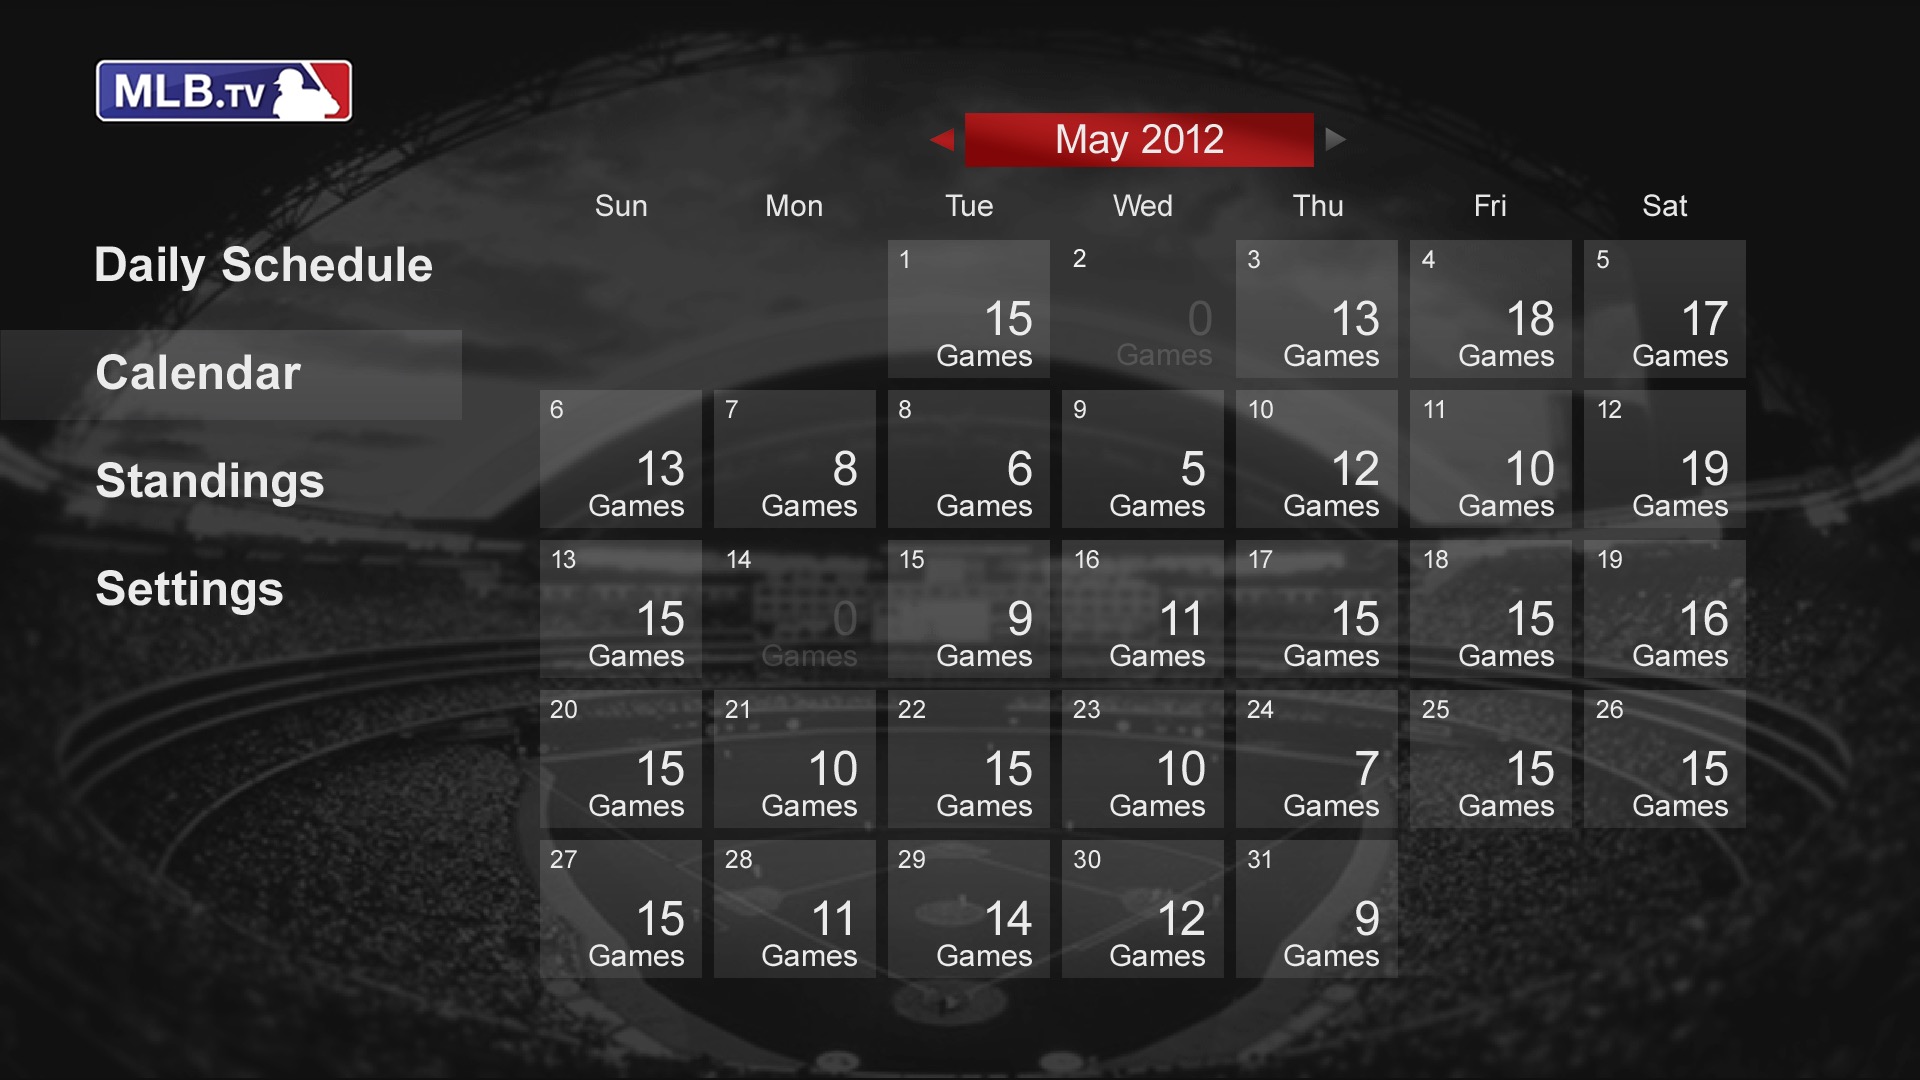 MLB.TV
May 2012
Sun Mon Tue Wed Thu Fri Sat
Daily Schedule
Calendar
Standings
Settings
1 2 3 4 5
15 0 13 18 17
Games Games Games Games Games
6 7 8 9 10 11 12
13 8 6 5 12 10 19
Games Games Games Games Games Games Games
13 14 15 16 17 18 19
15 0 9 11 15 15 16
Games Games Games Games Games Games Games
20 21 22 23 24 25 26
15 10 15 10 7 15 15
Games Games Games Games Games Games Games
27 28 29 30 31
15 11 14 12 9
Games Games Games Games Games